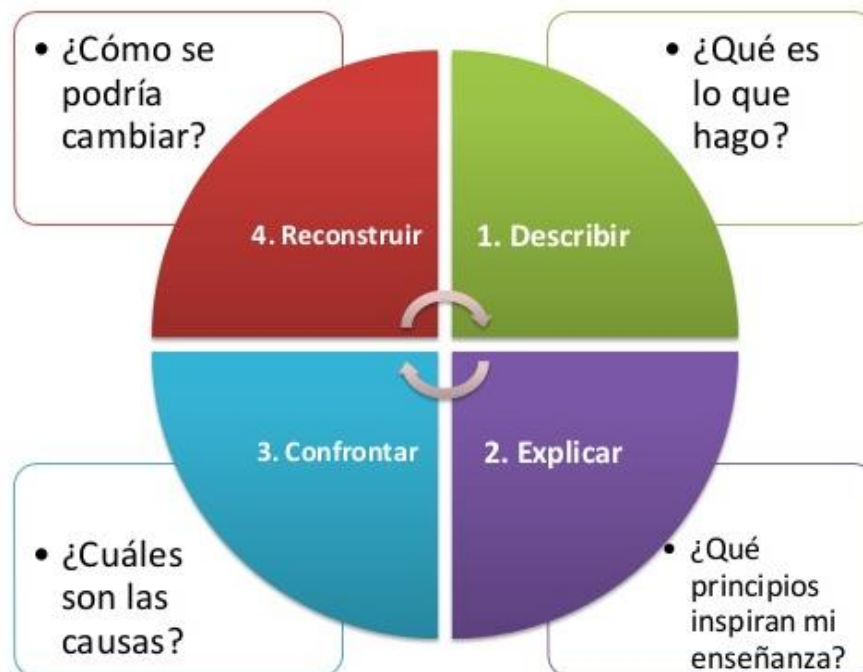 • ¿Cómo se
podría
cambiar?
• ¿Qué es
lo que
hago?
4. Reconstruir
1. Describir
3. Confrontar
2. Explicar
• ¿Cuáles
son las
causas?
• ¿Qué
principios
inspiran mi
enseñanza?